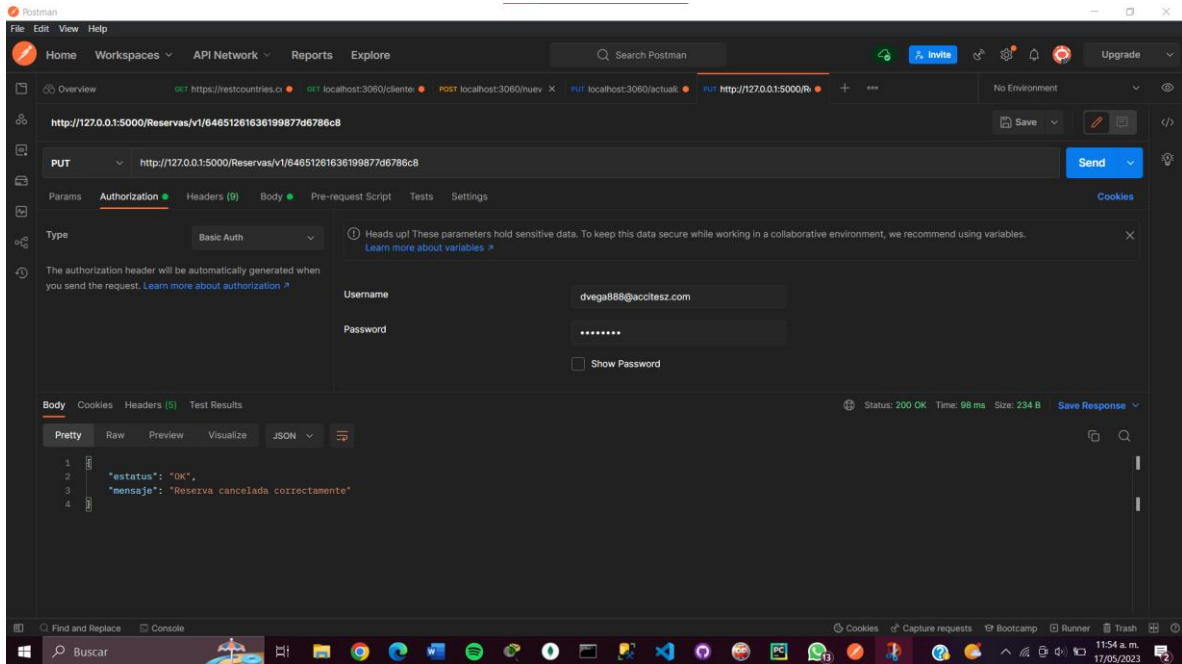 Postman
File Edit View Help
Home Workspaces API Network Reports Explore Search Postman Invite Upgrade
Overview GET https://restcountries.co GET localhost:3060/cliente: POST localhost:3060/nuev PUT localhost:3060/actuali. PUT http://127.0.0.1:5000/R No Environment
http://127.0.0.1:5000/Reservas/v1/64651261636199877d6786c8 Save
PUT http://127.0.0.1:5000/Reservas/v1/64651261636199877d6786c8 Send
Params Authorization Headers (9) Body Pre-request Script Tests Settings Cookies
Type Basic Auth
Heads up! These parameters hold sensitive data. To keep this data secure while working in a collaborative environment, we recommend using variables.
Learn more about variables
The authorization header will be automatically generated when
you send the request. Learn more about authorization
Username dvega888@accitesz.com
Password ••••••••
Show Password
Body Cookies Headers (5) Test Results Status: 200 OK Time: 98 ms Size: 234 B Save Response
Pretty Raw Preview Visualize JSON
1 {
2 "estatus": "OK",
3 "mensaje": "Reserva cancelada correctamente"
4 }
Find and Replace Console Cookies Capture requests Bootcamp Runner Trash
Buscar 13 11:54 a. m.
17/05/2023 2